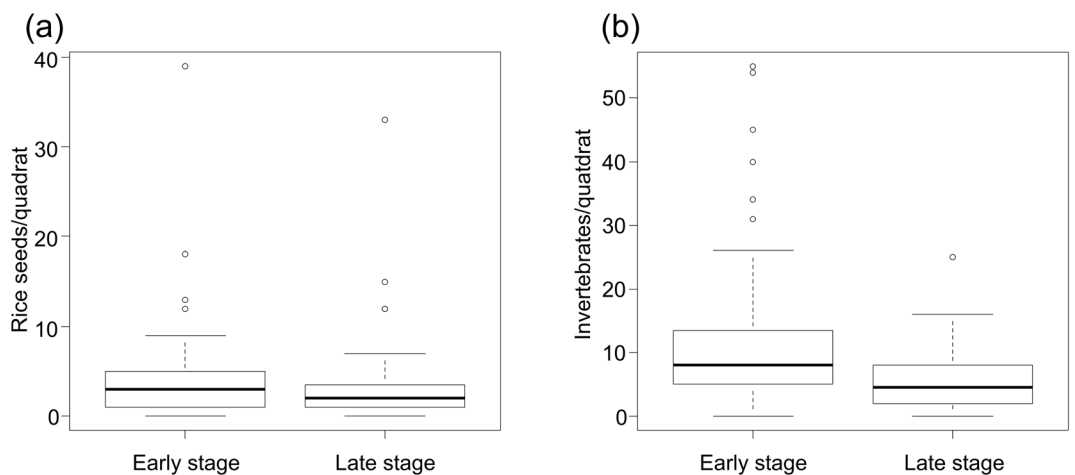 (a)
Rice seeds/quadrat
40
30
20
10
0
Early stage
Late stage
(b)
Invertebrates/quatdrat
50
40
30
20
10
0
Early stage
Late stage